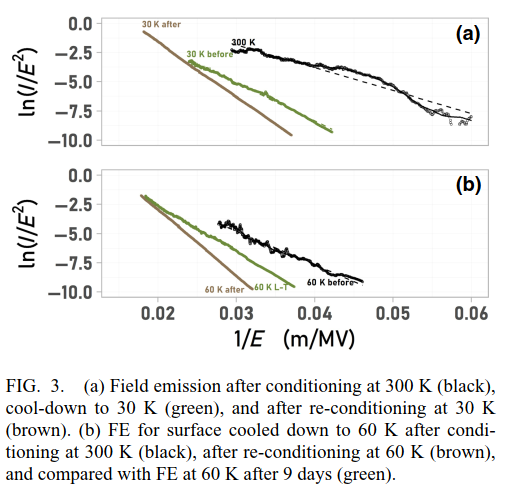 (a)
30 K after
300 K
30 K before
ln(I/E²)
0.0
−2.5
−5.0
−7.5
−10.0
(b)
60 K after
60 K L-T
60 K before
ln(I/E²)
0.0
−2.5
−5.0
−7.5
−10.0
0.02 0.03 0.04 0.05 0.06
1/E (m/MV)
FIG. 3. (a) Field emission after conditioning at 300 K (black),
cool-down to 30 K (green), and after re-conditioning at 30 K
(brown). (b) FE for surface cooled down to 60 K after condi-
tioning at 300 K (black), after re-conditioning at 60 K (brown),
and compared with FE at 60 K after 9 days (green).